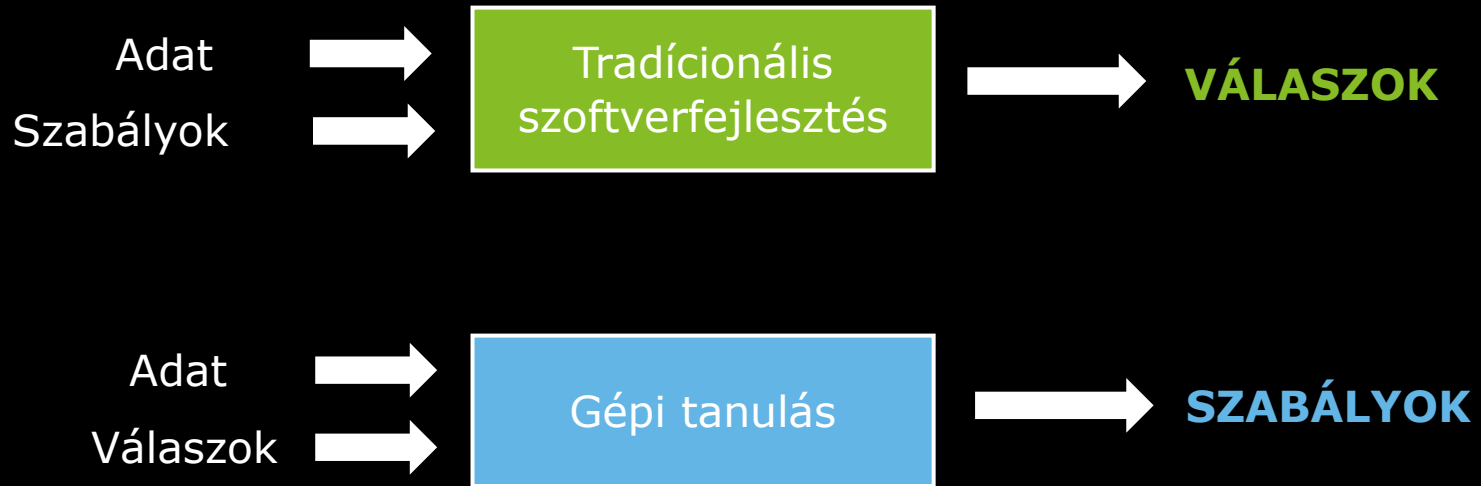 Adat
Szabályok
Tradícionális
szoftverfejlesztés
VÁLASZOK
Adat
Válaszok
Gépi tanulás
SZABÁLYOK